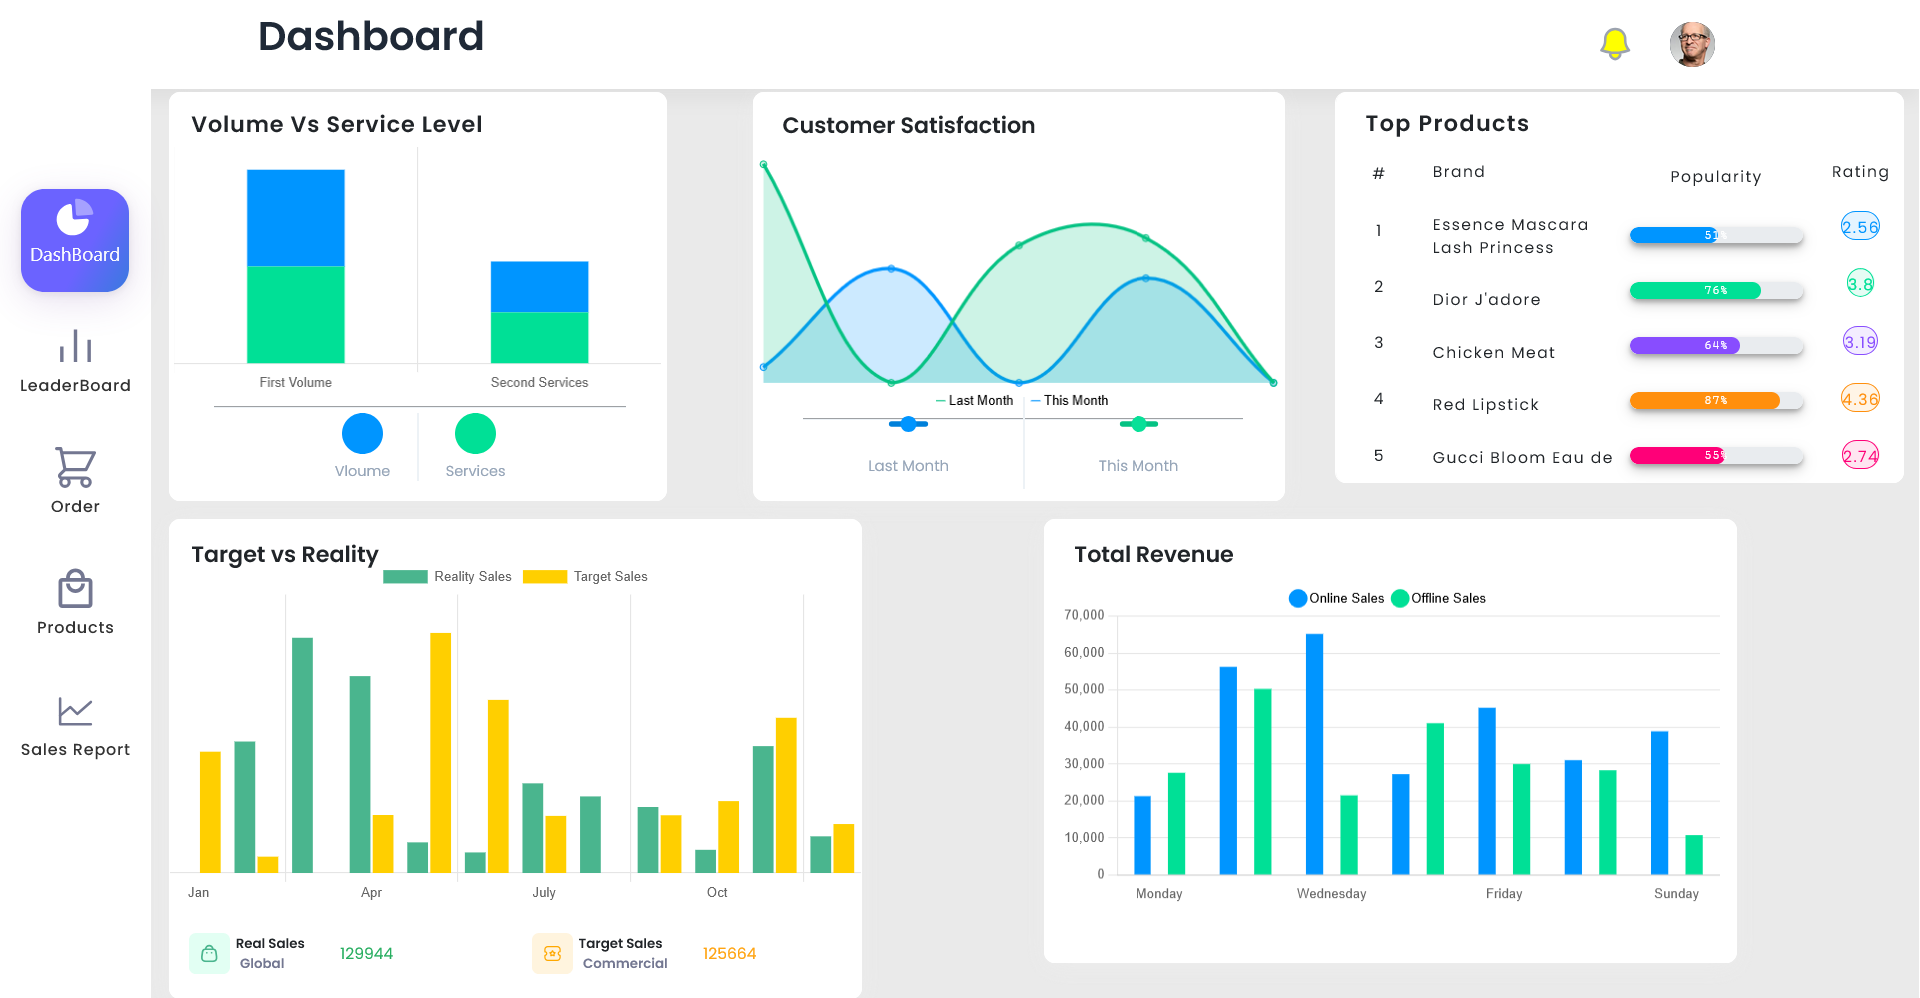 Dashboard
DashBoard
LeaderBoard
Order
Products
Sales Report
Volume Vs Service Level
First Volume
Second Services
Vloume
Services
Customer Satisfaction
Last Month
This Month
Last Month
This Month
Top Products
#
Brand
Popularity
Rating
1
Essence Mascara
Lash Princess
51%
2.56
2
Dior J'adore
76%
3.8
3
Chicken Meat
64%
3.19
4
Red Lipstick
87%
4.36
5
Gucci Bloom Eau de
55%
2.74
Target vs Reality
Reality Sales
Target Sales
Jan
Apr
July
Oct
Real Sales
Global
129944
Target Sales
Commercial
125664
Total Revenue
Online Sales
Offline Sales
70,000
60,000
50,000
40,000
30,000
20,000
10,000
0
Monday
Wednesday
Friday
Sunday